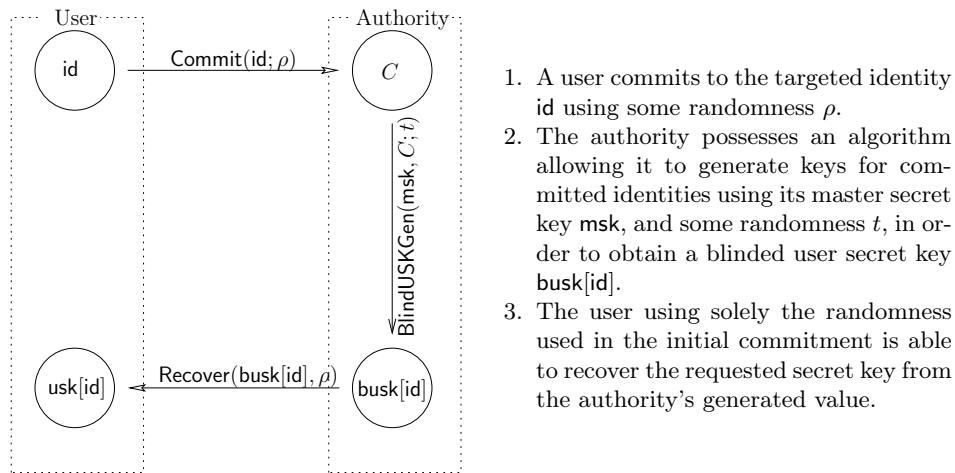 User
Authority
id
Commit(id; ρ)
C
BlindUSKGen(msk, C; t)
usk[id]
Recover(busk[id], ρ)
busk[id]
1. A user commits to the targeted identity
id using some randomness ρ.
2. The authority possesses an algorithm
allowing it to generate keys for com-
mitted identities using its master secret
key msk, and some randomness t, in or-
der to obtain a blinded user secret key
busk[id].
3. The user using solely the randomness
used in the initial commitment is able
to recover the requested secret key from
the authority's generated value.